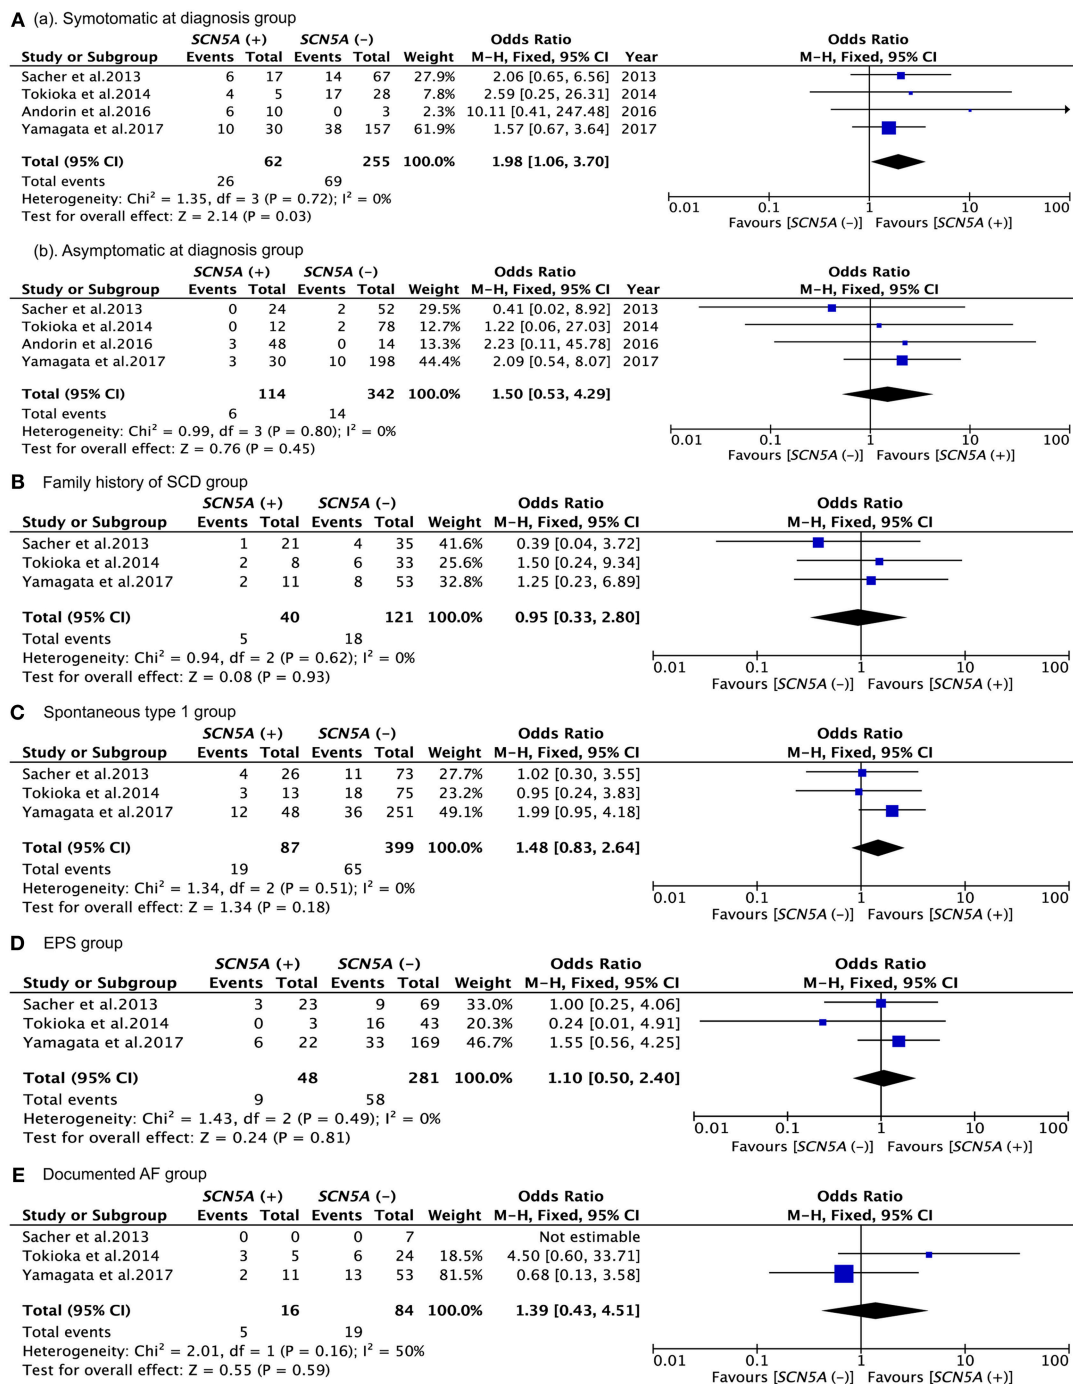 A (a). Symotomatic at diagnosis group
SCN5A (+) SCN5A (−) Odds Ratio Odds Ratio
Study or Subgroup Events Total Events Total Weight M-H, Fixed, 95% CI Year M-H, Fixed, 95% CI
Sacher et al.2013 6 17 14 67 27.9% 2.06 [0.65, 6.56] 2013
Tokioka et al.2014 4 5 17 28 7.8% 2.59 [0.25, 26.31] 2014
Andorin et al.2016 6 10 0 3 2.3% 10.11 [0.41, 247.48] 2016
Yamagata et al.2017 10 30 38 157 61.9% 1.57 [0.67, 3.64] 2017
Total (95% CI) 62 255 100.0% 1.98 [1.06, 3.70]
Total events 26 69
Heterogeneity: Chi² = 1.35, df = 3 (P = 0.72); I² = 0%
Test for overall effect: Z = 2.14 (P = 0.03)
0.01 0.1 1 10 100
Favours [SCN5A (−)] Favours [SCN5A (+)]
(b). Asymptomatic at diagnosis group
SCN5A (+) SCN5A (−) Odds Ratio Odds Ratio
Study or Subgroup Events Total Events Total Weight M-H, Fixed, 95% CI Year M-H, Fixed, 95% CI
Sacher et al.2013 0 24 2 52 29.5% 0.41 [0.02, 8.92] 2013
Tokioka et al.2014 0 12 2 78 12.7% 1.22 [0.06, 27.03] 2014
Andorin et al.2016 3 48 0 14 13.3% 2.23 [0.11, 45.78] 2016
Yamagata et al.2017 3 30 10 198 44.4% 2.09 [0.54, 8.07] 2017
Total (95% CI) 114 342 100.0% 1.50 [0.53, 4.29]
Total events 6 14
Heterogeneity: Chi² = 0.99, df = 3 (P = 0.80); I² = 0%
Test for overall effect: Z = 0.76 (P = 0.45)
0.01 0.1 1 10 100
Favours [SCN5A (−)] Favours [SCN5A (+)]
B Family history of SCD group
SCN5A (+) SCN5A (−) Odds Ratio Odds Ratio
Study or Subgroup Events Total Events Total Weight M-H, Fixed, 95% CI M-H, Fixed, 95% CI
Sacher et al.2013 1 21 4 35 41.6% 0.39 [0.04, 3.72]
Tokioka et al.2014 2 8 6 33 25.6% 1.50 [0.24, 9.34]
Yamagata et al.2017 2 11 8 53 32.8% 1.25 [0.23, 6.89]
Total (95% CI) 40 121 100.0% 0.95 [0.33, 2.80]
Total events 5 18
Heterogeneity: Chi² = 0.94, df = 2 (P = 0.62); I² = 0%
Test for overall effect: Z = 0.08 (P = 0.93)
0.01 0.1 1 10 100
Favours [SCN5A (−)] Favours [SCN5A (+)]
C Spontaneous type 1 group
SCN5A (+) SCN5A (−) Odds Ratio Odds Ratio
Study or Subgroup Events Total Events Total Weight M-H, Fixed, 95% CI M-H, Fixed, 95% CI
Sacher et al.2013 4 26 11 73 27.7% 1.02 [0.30, 3.55]
Tokioka et al.2014 3 13 18 75 23.2% 0.95 [0.24, 3.83]
Yamagata et al.2017 12 48 36 251 49.1% 1.99 [0.95, 4.18]
Total (95% CI) 87 399 100.0% 1.48 [0.83, 2.64]
Total events 19 65
Heterogeneity: Chi² = 1.34, df = 2 (P = 0.51); I² = 0%
Test for overall effect: Z = 1.34 (P = 0.18)
0.01 0.1 1 10 100
Favours [SCN5A (−)] Favours [SCN5A (+)]
D EPS group
SCN5A (+) SCN5A (−) Odds Ratio Odds Ratio
Study or Subgroup Events Total Events Total Weight M-H, Fixed, 95% CI M-H, Fixed, 95% CI
Sacher et al.2013 3 23 9 69 33.0% 1.00 [0.25, 4.06]
Tokioka et al.2014 0 3 16 43 20.3% 0.24 [0.01, 4.91]
Yamagata et al.2017 6 22 33 169 46.7% 1.55 [0.56, 4.25]
Total (95% CI) 48 281 100.0% 1.10 [0.50, 2.40]
Total events 9 58
Heterogeneity: Chi² = 1.43, df = 2 (P = 0.49); I² = 0%
Test for overall effect: Z = 0.24 (P = 0.81)
0.01 0.1 1 10 100
Favours [SCN5A (−)] Favours [SCN5A (+)]
E Documented AF group
SCN5A (+) SCN5A (−) Odds Ratio Odds Ratio
Study or Subgroup Events Total Events Total Weight M-H, Fixed, 95% CI M-H, Fixed, 95% CI
Sacher et al.2013 0 0 0 7 Not estimable
Tokioka et al.2014 3 5 6 24 18.5% 4.50 [0.60, 33.71]
Yamagata et al.2017 2 11 13 53 81.5% 0.68 [0.13, 3.58]
Total (95% CI) 16 84 100.0% 1.39 [0.43, 4.51]
Total events 5 19
Heterogeneity: Chi² = 2.01, df = 1 (P = 0.16); I² = 50%
Test for overall effect: Z = 0.55 (P = 0.59)
0.01 0.1 1 10 100
Favours [SCN5A (−)] Favours [SCN5A (+)]